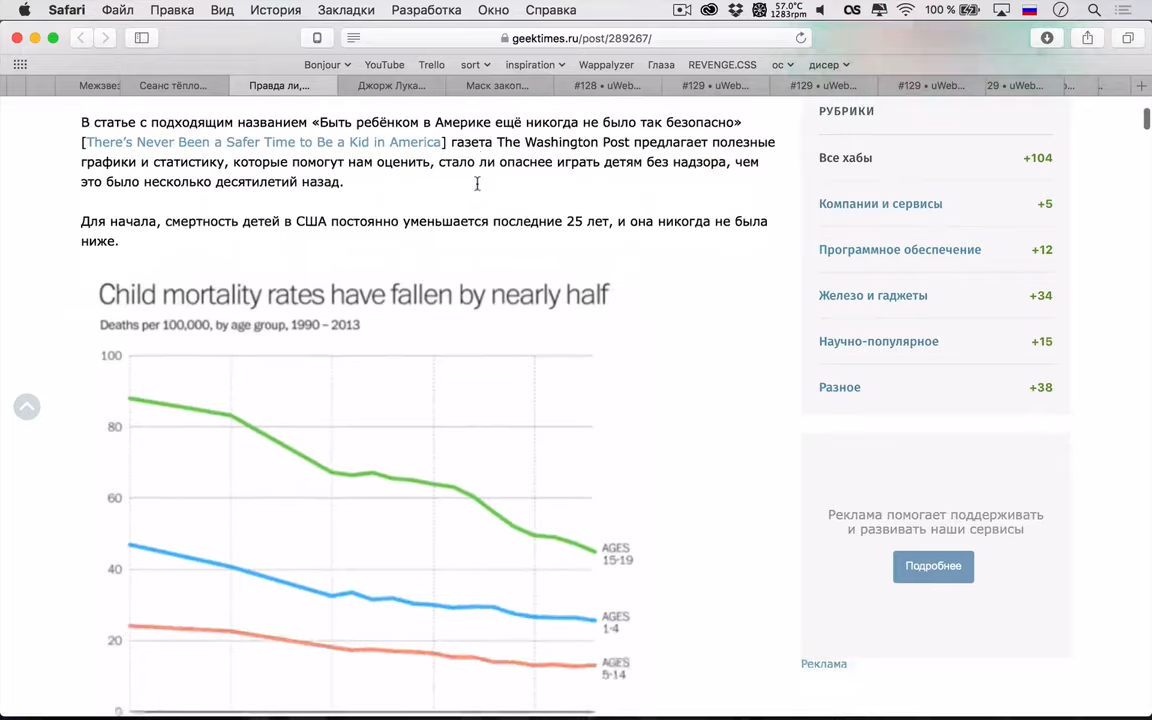 Safari Файл Правка Вид История Закладки Разработка Окно Справка
57.0°C
1283rpm
100 %
geektimes.ru/post/289267/
Bonjour YouTube Trello sort inspiration Wappalyzer Глаза REVENGE.CSS ос дисер
Межзвез Сеанс тёпло... Правда ли,... Джорж Лука... Маск закоп... #128 • uWeb... #129 • uWeb... #129 • uWeb... #129 • uWeb... 29 • uWeb...
В статье с подходящим названием «Быть ребёнком в Америке ещё никогда не было так безопасно»
[There's Never Been a Safer Time to Be a Kid in America] газета The Washington Post предлагает полезные
графики и статистику, которые помогут нам оценить, стало ли опаснее играть детям без надзора, чем
это было несколько десятилетий назад.
Для начала, смертность детей в США постоянно уменьшается последние 25 лет, и она никогда не была
ниже.
Child mortality rates have fallen by nearly half
Deaths per 100,000, by age group, 1990 – 2013
100
80
60
40
20
0
AGES
15-19
AGES
1-4
AGES
5-14
РУБРИКИ
Все хабы +104
Компании и сервисы +5
Программное обеспечение +12
Железо и гаджеты +34
Научно-популярное +15
Разное +38
Реклама помогает поддерживать
и развивать наши сервисы
Подробнее
Реклама